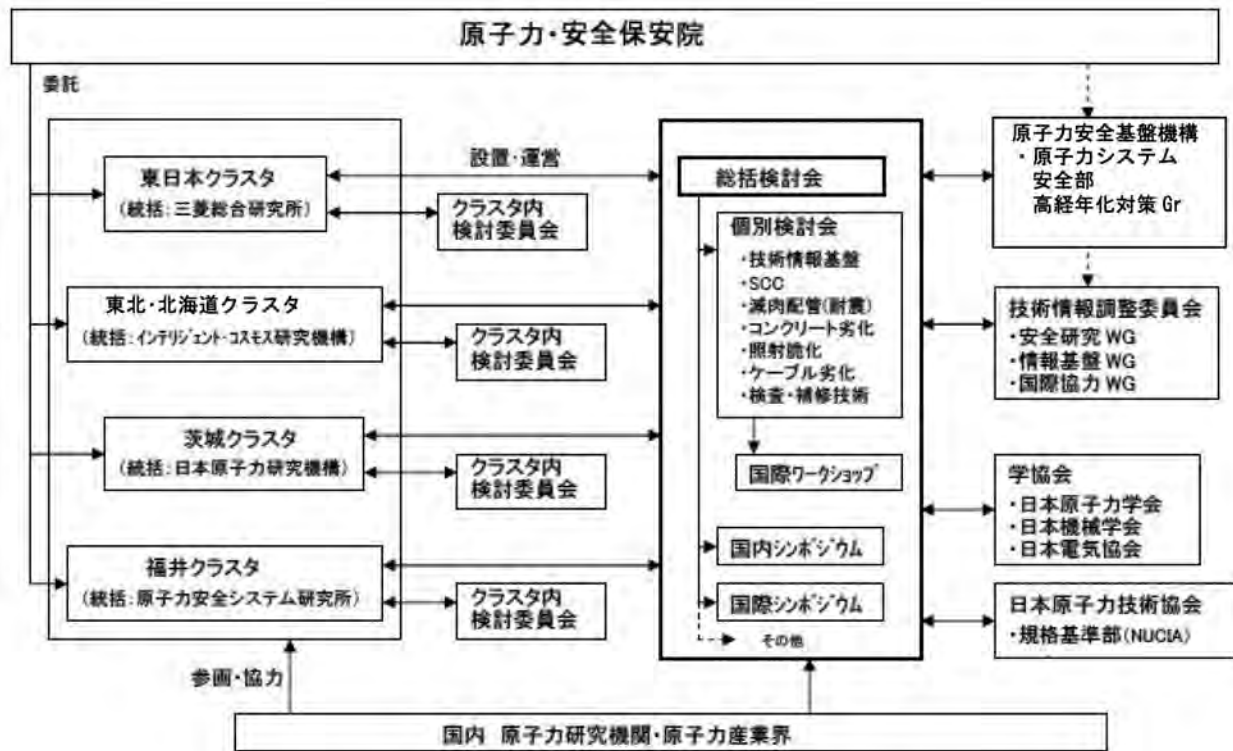 原子力・安全保安院
委託
東日本クラスタ
(統括:三菱総合研究所)
設置・運営
クラスタ内
検討委員会
東北・北海道クラスタ
(統括:インテリジェント・コスモス研究機構)
クラスタ内
検討委員会
茨城クラスタ
(統括:日本原子力研究機構)
クラスタ内
検討委員会
福井クラスタ
(統括:原子力安全システム研究所)
クラスタ内
検討委員会
参画・協力
総括検討会
個別検討会
・技術情報基盤
・SCC
・減肉配管(耐震)
・コンクリート劣化
・照射脆化
・ケーブル劣化
・検査・補修技術
国際ワークショップ
国内シンポジウム
国際シンポジウム
その他
原子力安全基盤機構
・原子力システム
安全部
高経年化対策 Gr
技術情報調整委員会
・安全研究 WG
・情報基盤 WG
・国際協力 WG
学協会
・日本原子力学会
・日本機械学会
・日本電気協会
日本原子力技術協会
・規格基準部(NUCIA)
国内 原子力研究機関・原子力産業界